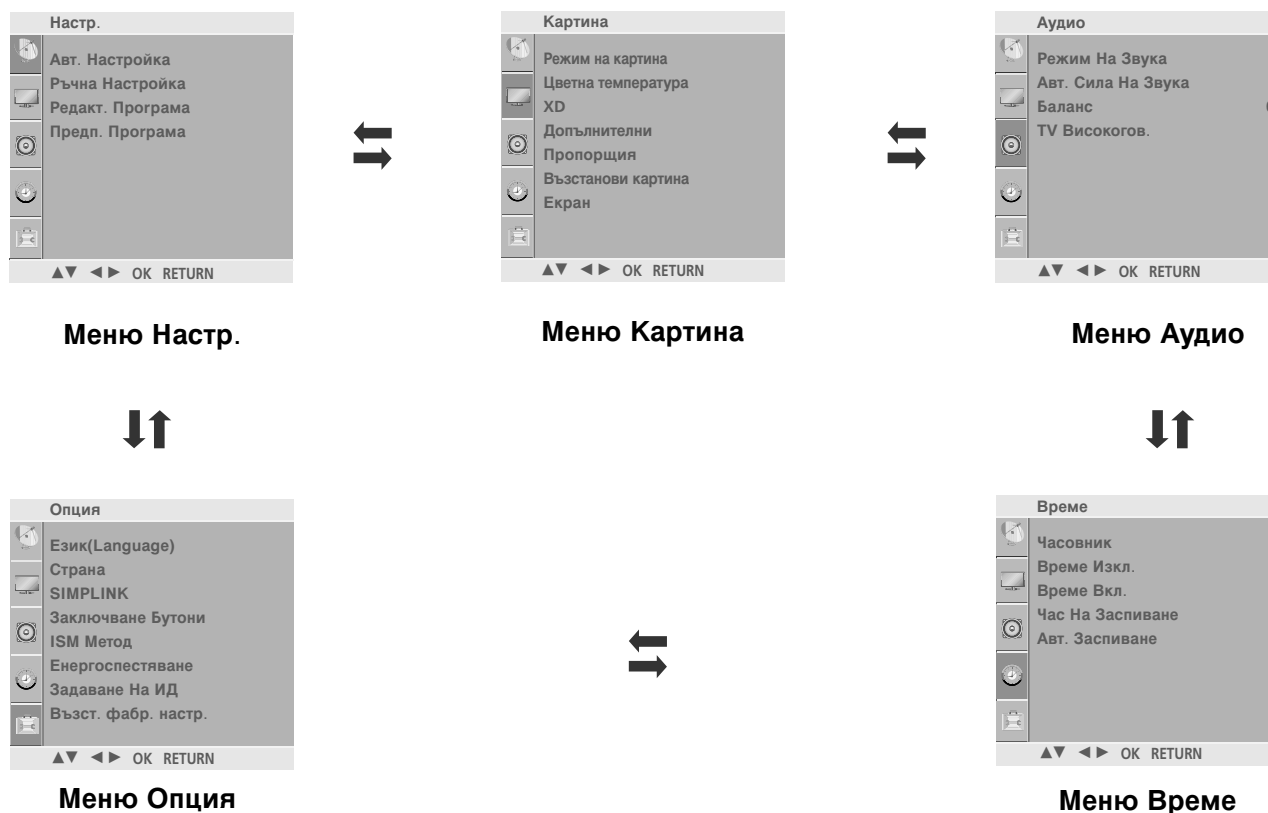 Настр.
Авт. Настройка
Ръчна Настройка
Редакт. Програма
Предп. Програма
▲▼ ◄► OK RETURN
Меню Настр.
Картина
Режим на картина
Цветна температура
XD
Допълнителни
Пропорщия
Възстанови картина
Екран
▲▼ ◄► OK RETURN
Меню Картина
Аудио
Режим На Звука
Авт. Сила На Звука
Баланс
TV Високогов.
▲▼ ◄► OK RETURN
Меню Аудио
Опция
Език(Language)
Страна
SIMPLINK
Заключване Бутони
ISM Метод
Енергоспестяване
Задаване На ИД
Възст. фабр. настр.
▲▼ ◄► OK RETURN
Меню Опция
Време
Часовник
Време Изкл.
Време Вкл.
Час На Заспиване
Авт. Заспиване
▲▼ ◄► OK RETURN
Меню Време